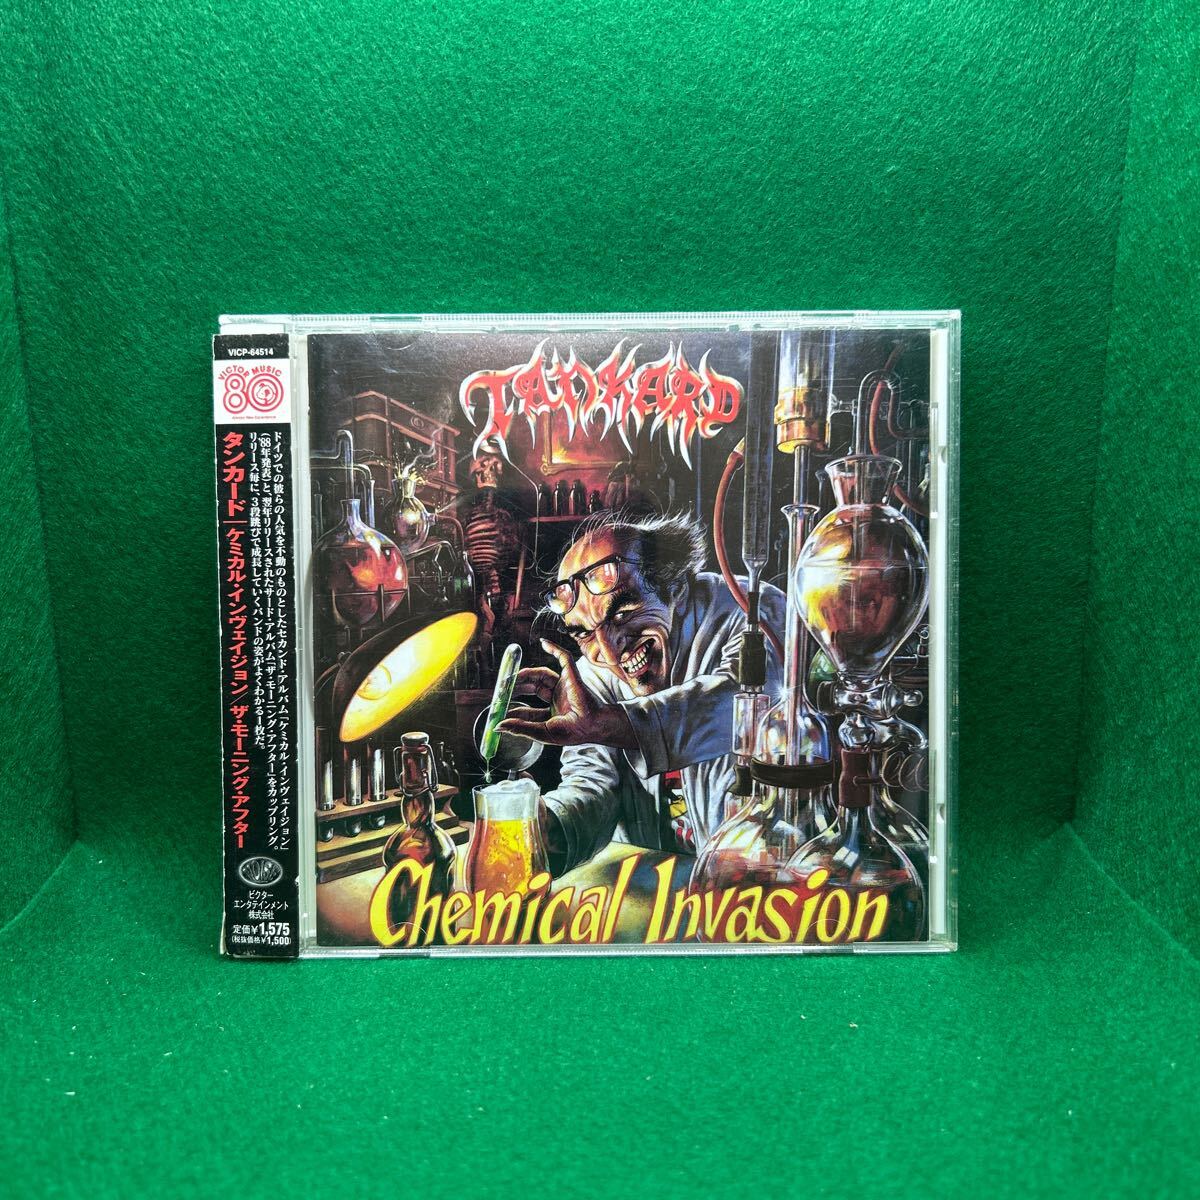 VICP-64514
VICTOR MUSIC
80
タンカード|ケミカル・インヴェイジョン/ザ・モーニング・アフター
ドイツでの彼らの人気を不動のものとしたセカンド・アルバム「ケミカル・インヴェイジョン」
('88年発表)と、翌年リリースされたサード・アルバム「ザ・モーニング・アフター」をカップリング。
リリース毎に、3段跳びで成長していくバンドの姿がよくわかる1枚だ。
NOISE
ビクター
エンタテインメント
株式会社
定価¥1,575
(税抜価格¥1,500)
TANKARD
Chemical Invasion